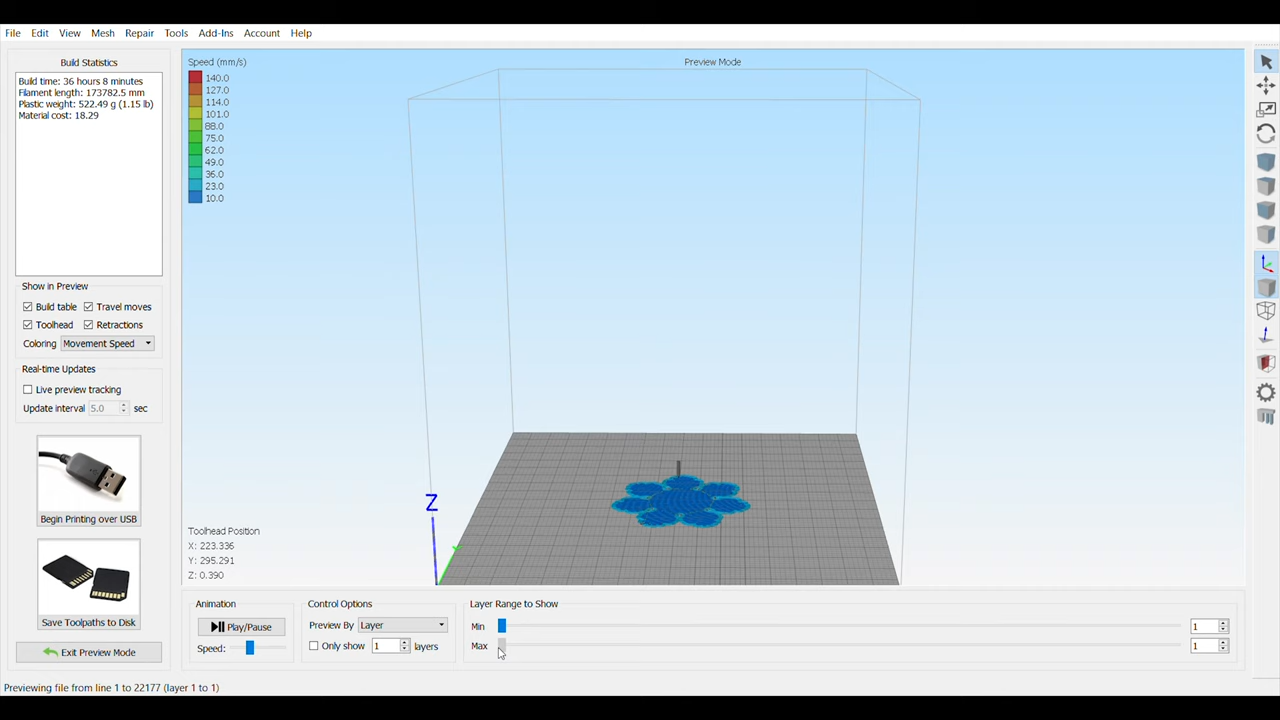 File Edit View Mesh Repair Tools Add-Ins Account Help
Build Statistics
Build time: 36 hours 8 minutes
Filament length: 173782.5 mm
Plastic weight: 522.49 g (1.15 lb)
Material cost: 18.29
Show in Preview
Build table Travel moves
Toolhead Retractions
Coloring Movement Speed
Real-time Updates
Live preview tracking
Update interval 5.0 sec
Begin Printing over USB
Save Toolpaths to Disk
Exit Preview Mode
Speed (mm/s)
140.0
127.0
114.0
101.0
88.0
75.0
62.0
49.0
36.0
23.0
10.0
Preview Mode
Z
Toolhead Position
X: 223.336
Y: 295.291
Z: 0.390
Animation
Play/Pause
Speed:
Control Options
Preview By Layer
Only show 1 layers
Layer Range to Show
Min 1
Max 1
Previewing file from line 1 to 22177 (layer 1 to 1)